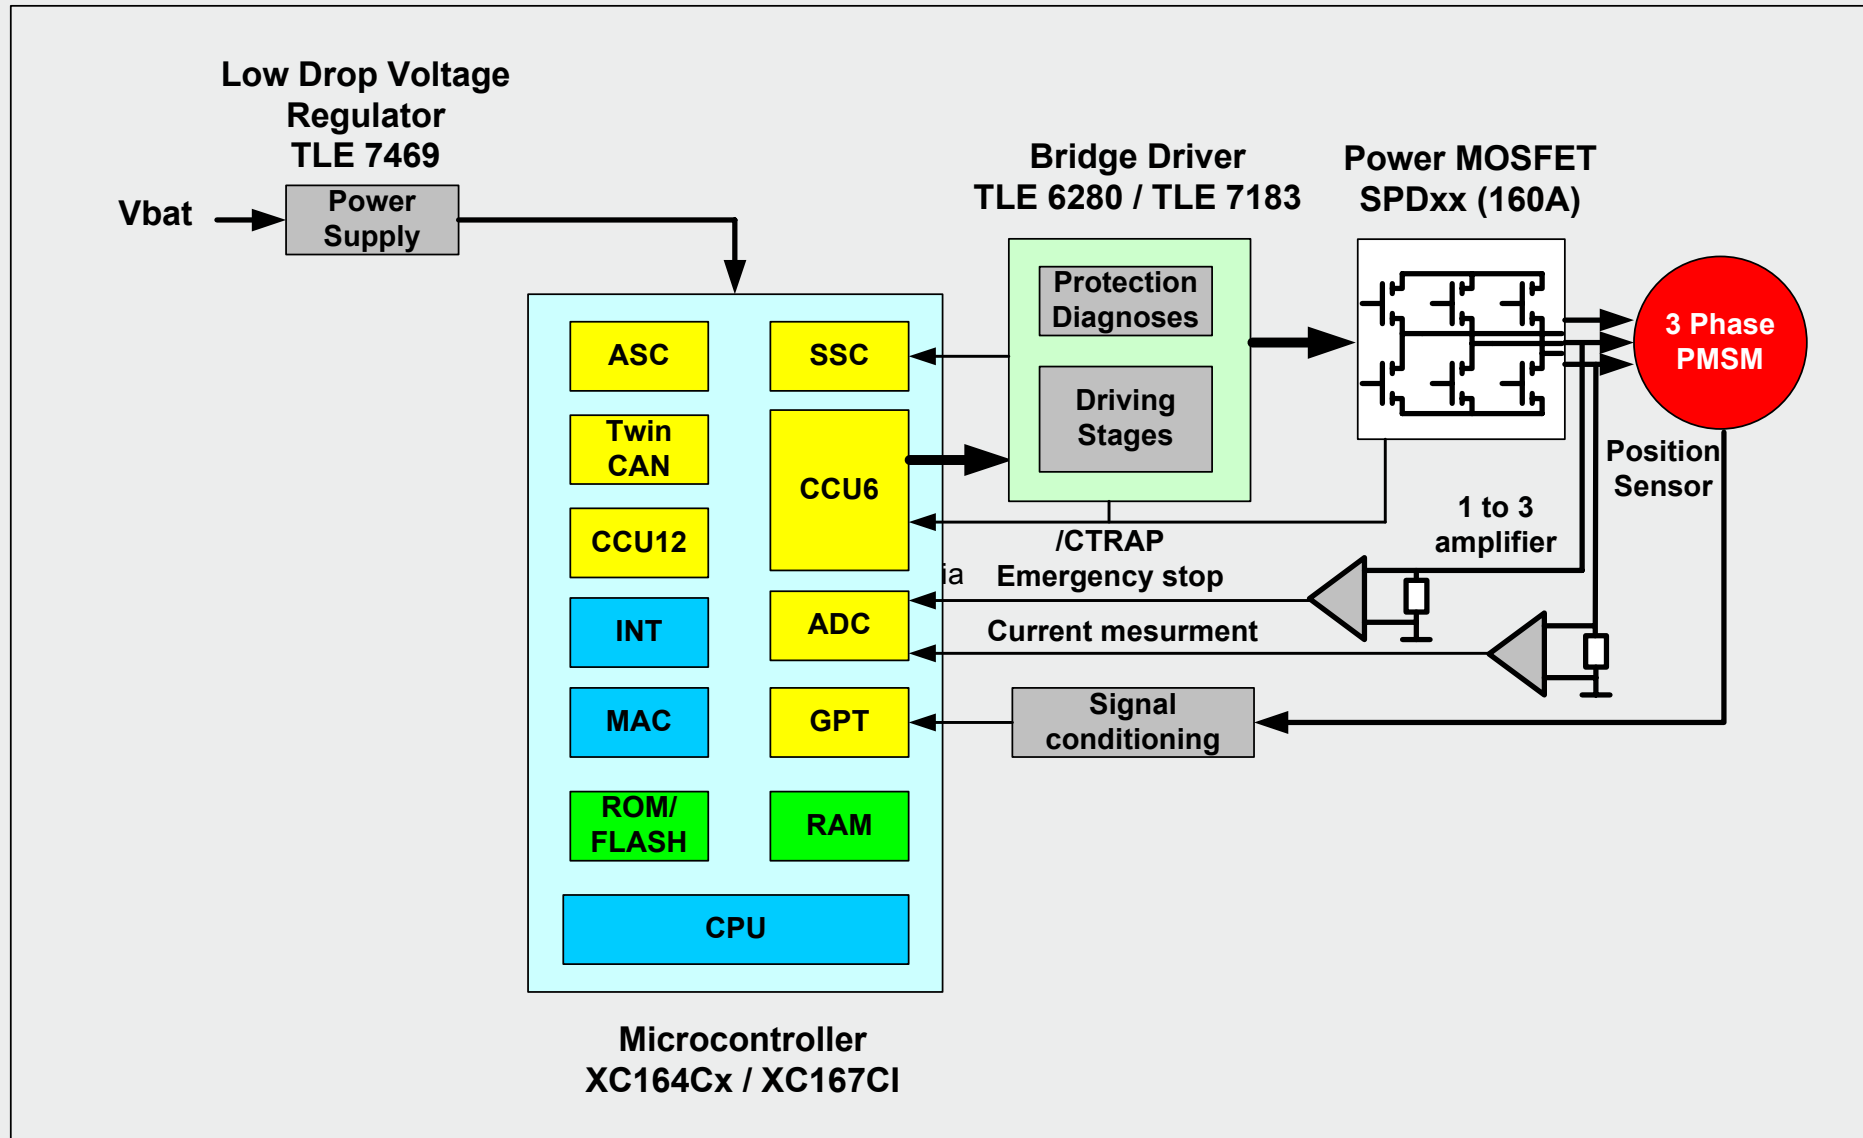 Low Drop Voltage
Regulator
TLE 7469
Vbat
Power
Supply
Bridge Driver
TLE 6280 / TLE 7183
Power MOSFET
SPDxx (160A)
Protection
Diagnoses
Driving
Stages
3 Phase
PMSM
Position
Sensor
1 to 3
amplifier
ASC
SSC
Twin
CAN
CCU6
CCU12
/CTRAP
Emergency stop
ia
INT
ADC
Current mesurment
MAC
GPT
Signal
conditioning
ROM/
FLASH
RAM
CPU
Microcontroller
XC164Cx / XC167CI